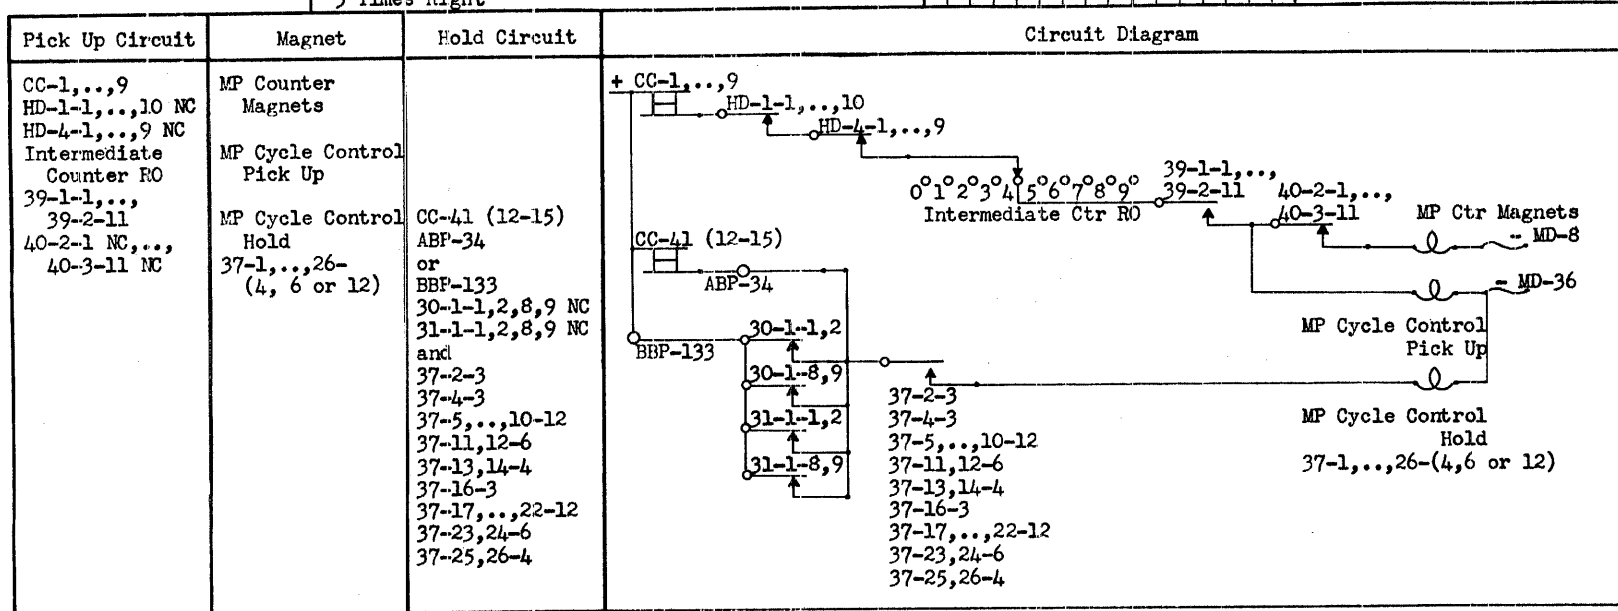 5 Times Right
Pick Up Circuit
Magnet
Hold Circuit
Circuit Diagram
CC-1,..,9
HD-1-1,..,10 NC
HD-4-1,..,9 NC
Intermediate
Counter RO
39-1-1,..,
39-2-11
40-2-1 NC,..,
40-3-11 NC
MP Counter
Magnets
MP Cycle Control
Pick Up
MP Cycle Control
Hold
37-1,..,26-
(4, 6 or 12)
CC-41 (12-15)
ABP-34
or
BBP-133
30-1-1,2,8,9 NC
31-1-1,2,8,9 NC
and
37-2-3
37-4-3
37-5,..,10-12
37-11,12-6
37-13,14-4
37-16-3
37-17,..,22-12
37-23,24-6
37-25,26-4
+ CC-1,..,9
HD-1-1,..,10
HD-4-1,..,9
0 1 2 3 4 5 6 7 8 9
Intermediate Ctr RO
39-1-1,..,
39-2-11
40-2-1,..,
40-3-11
MP Ctr Magnets
- MD-8
CC-41 (12-15)
ABP-34
- MD-36
MP Cycle Control
Pick Up
BBP-133
30-1-1,2
30-1-8,9
31-1-1,2
31-1-8,9
37-2-3
37-4-3
37-5,..,10-12
37-11,12-6
37-13,14-4
37-16-3
37-17,..,22-12
37-23,24-6
37-25,26-4
MP Cycle Control
Hold
37-1,..,26-(4,6 or 12)